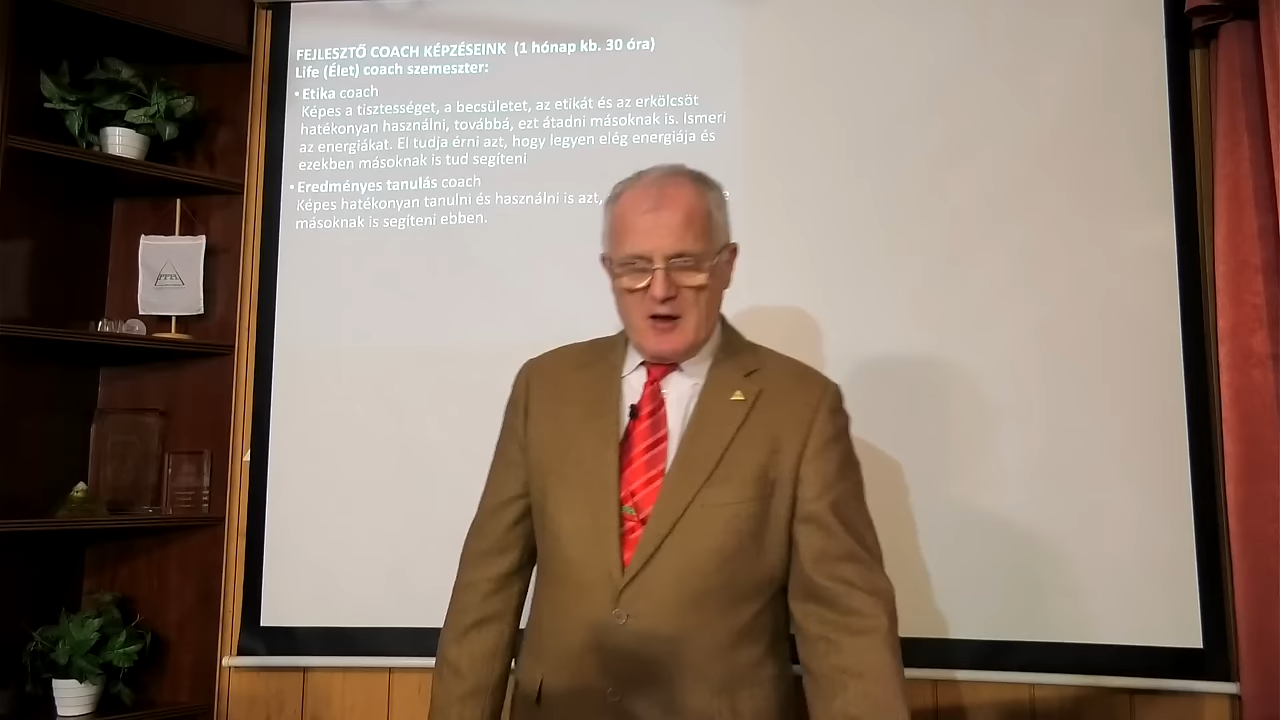 FEJLESZTŐ COACH KÉPZÉSEINK (1 hónap kb. 30 óra)
Life (Élet) coach szemeszter:
• Etika coach
Képes a tisztességet, a becsületet, az etikát és az erkölcsöt
hatékonyan használni, továbbá, ezt átadni másoknak is. Ismeri
az energiákat. El tudja érni azt, hogy legyen elég energiája és
ezekben másoknak is tud segíteni
• Eredményes tanulás coach
Képes hatékonyan tanulni és használni is azt,
másoknak is segíteni ebben.